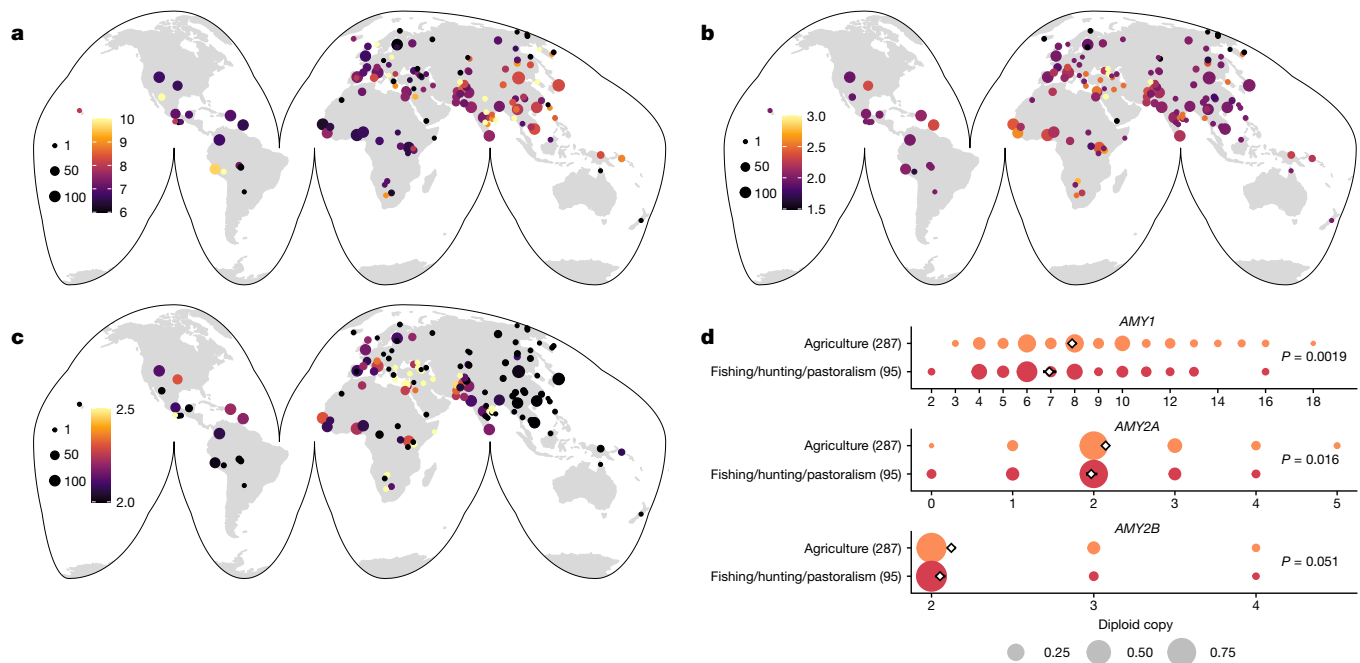 a
10
9
8
7
6
1
50
100
b
3.0
2.5
2.0
1.5
1
50
100
c
2.5
2.0
1
50
100
d
AMY1
Agriculture (287)
Fishing/hunting/pastoralism (95)
P = 0.0019
2 3 4 5 6 7 8 9 10 12 14 16 18
AMY2A
Agriculture (287)
Fishing/hunting/pastoralism (95)
P = 0.016
0 1 2 3 4 5
AMY2B
Agriculture (287)
Fishing/hunting/pastoralism (95)
P = 0.051
2 3 4
Diploid copy
0.25 0.50 0.75